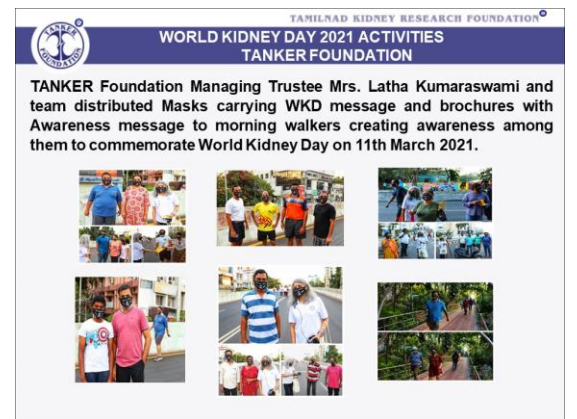 TAMILNAD KIDNEY RESEARCH FOUNDATION®
TANKER
FOUNDATION
WORLD KIDNEY DAY 2021 ACTIVITIES
TANKER FOUNDATION
TANKER Foundation Managing Trustee Mrs. Latha Kumaraswami and
team distributed Masks carrying WKD message and brochures with
Awareness message to morning walkers creating awareness among
them to commemorate World Kidney Day on 11th March 2021.